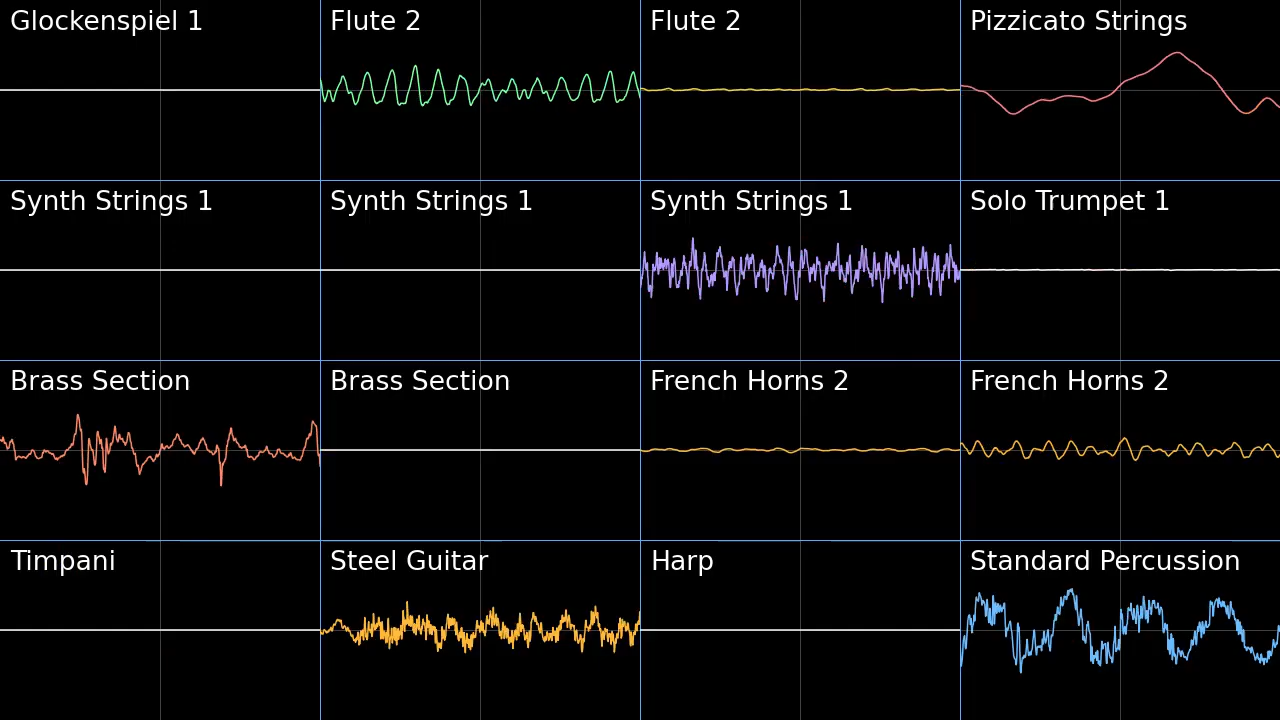 Glockenspiel 1
Flute 2
Flute 2
Pizzicato Strings
Synth Strings 1
Synth Strings 1
Synth Strings 1
Solo Trumpet 1
Brass Section
Brass Section
French Horns 2
French Horns 2
Timpani
Steel Guitar
Harp
Standard Percussion